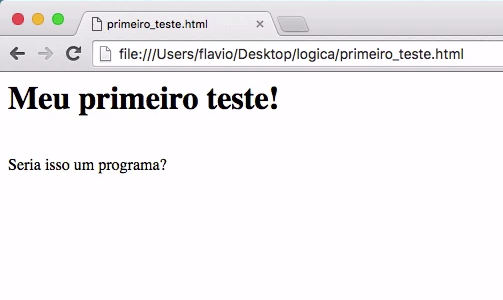 primeiro_teste.html
file:///Users/flavio/Desktop/logica/primeiro_teste.html
Meu primeiro teste!
Seria isso um programa?